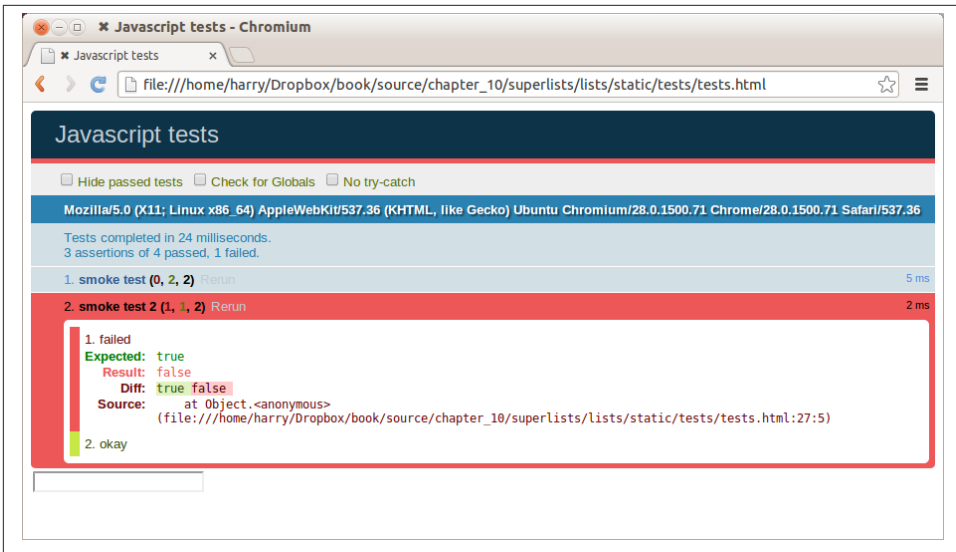 ✖ Javascript tests - Chromium
✖ Javascript tests
file:///home/harry/Dropbox/book/source/chapter_10/superlists/lists/static/tests/tests.html
Javascript tests
Hide passed tests Check for Globals No try-catch
Mozilla/5.0 (X11; Linux x86_64) AppleWebKit/537.36 (KHTML, like Gecko) Ubuntu Chromium/28.0.1500.71 Chrome/28.0.1500.71 Safari/537.36
Tests completed in 24 milliseconds.
3 assertions of 4 passed, 1 failed.
1. smoke test (0, 2, 2) Rerun 5 ms
2. smoke test 2 (1, 1, 2) Rerun 2 ms
1. failed
Expected: true
Result: false
Diff: true false
Source: at Object.<anonymous>
(file:///home/harry/Dropbox/book/source/chapter_10/superlists/lists/static/tests/tests.html:27:5)
2. okay